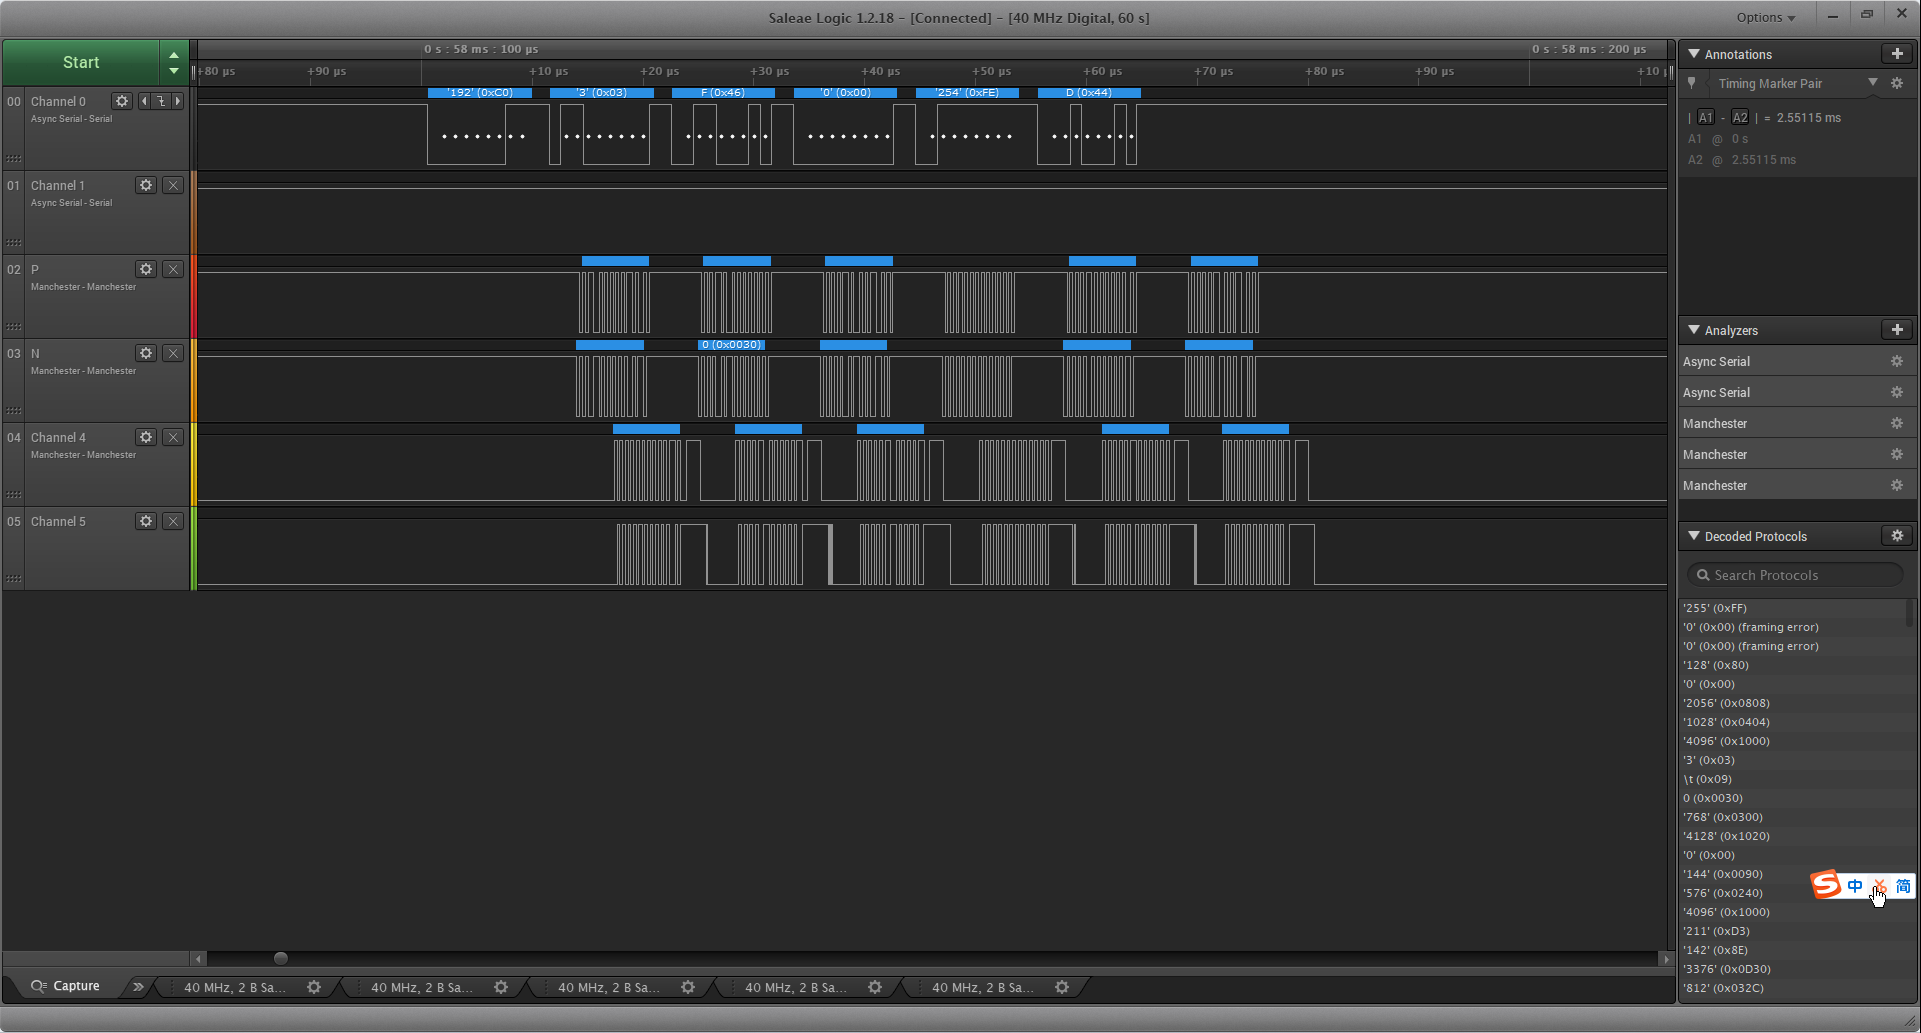 Saleae Logic 1.2.18 - [Connected] - [40 MHz Digital, 60 s]
Options
Start
0 s : 58 ms : 100 µs
0 s : 58 ms : 200 µs
+80 µs
+90 µs
+10 µs
+20 µs
+30 µs
+40 µs
+50 µs
+60 µs
+70 µs
+80 µs
+90 µs
+10 µ
00 Channel 0
Async Serial - Serial
'192' (0xC0)
'3' (0x03)
F (0x46)
'0' (0x00)
'254' (0xFE)
D (0x44)
01 Channel 1
Async Serial - Serial
02 P
Manchester - Manchester
03 N
Manchester - Manchester
0 (0x0030)
04 Channel 4
Manchester - Manchester
05 Channel 5
Annotations
Timing Marker Pair
| A1 - A2 | = 2.55115 ms
A1 @ 0 s
A2 @ 2.55115 ms
Analyzers
Async Serial
Async Serial
Manchester
Manchester
Manchester
Decoded Protocols
Search Protocols
'255' (0xFF)
'0' (0x00) (framing error)
'0' (0x00) (framing error)
'128' (0x80)
'0' (0x00)
'2056' (0x0808)
'1028' (0x0404)
'4096' (0x1000)
'3' (0x03)
\t (0x09)
0 (0x0030)
'768' (0x0300)
'4128' (0x1020)
'0' (0x00)
'144' (0x0090)
'576' (0x0240)
'4096' (0x1000)
'211' (0xD3)
'142' (0x8E)
'3376' (0x0D30)
'812' (0x032C)
S 中 简
Capture
40 MHz, 2 B Sa...
40 MHz, 2 B Sa...
40 MHz, 2 B Sa...
40 MHz, 2 B Sa...
40 MHz, 2 B Sa...